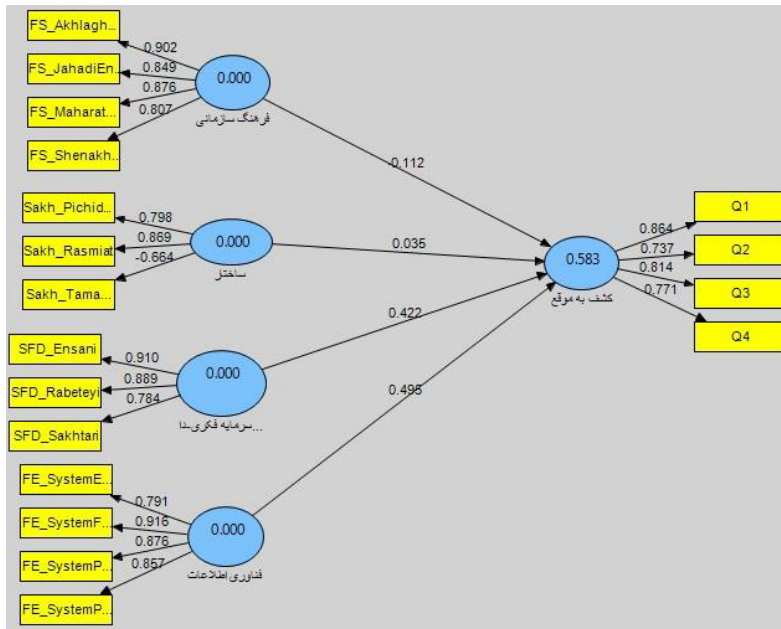 FS_Akhlagh...
0.902
FS_JahadiEn...
0.849
FS_Maharat...
0.876
FS_Shenakh...
0.807
0.000
فرهنگ سازمانی
-0.112
Sakh_Pichid...
0.798
Sakh_Rasmiat
0.869
Sakh_Tama...
-0.664
0.000
ساختار
0.035
SFD_Ensani
0.910
SFD_Rabeteyi
0.889
SFD_Sakhtari
0.784
0.000
سرمایه فکری-دا...
0.422
FE_SystemE...
0.791
FE_SystemF...
0.916
FE_SystemP...
0.876
FE_SystemP...
0.857
0.000
فناوری اطلاعات
0.495
0.583
کشف به موقع
0.864
Q1
0.737
Q2
0.814
Q3
0.771
Q4